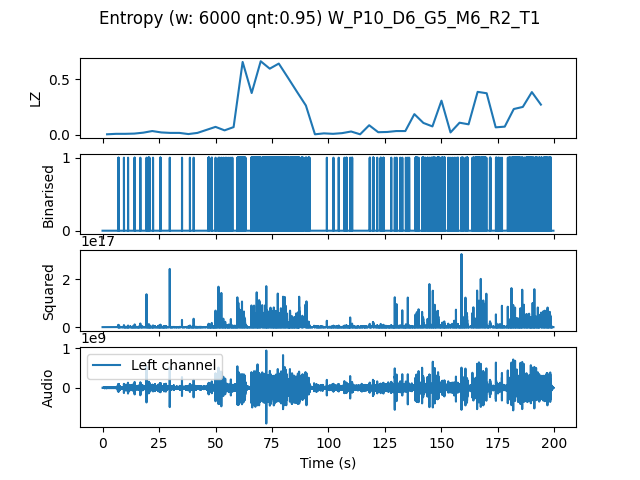 Entropy (w: 6000 qnt:0.95) W_P10_D6_G5_M6_R2_T1
LZ
0.5
0.0
Binarised
1
0
1e17
Squared
2
0
1e9
Audio
1
0
Left channel
0 25 50 75 100 125 150 175 200
Time (s)